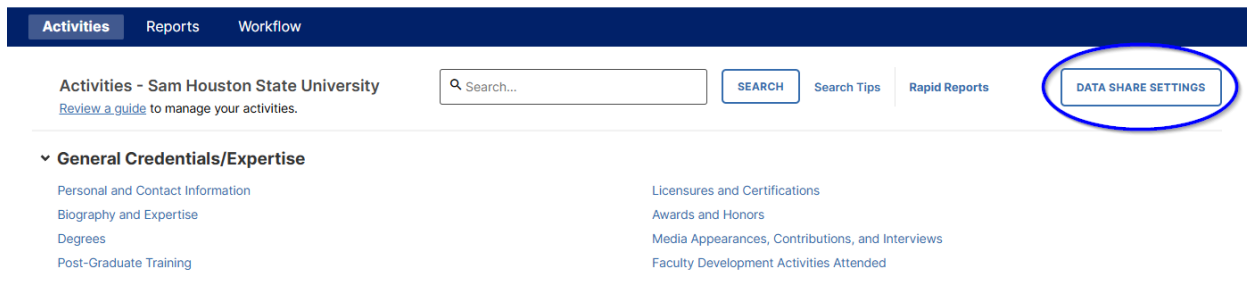 Activities Reports Workflow
Activities - Sam Houston State University
Review a guide to manage your activities.
Search...
SEARCH
Search Tips
Rapid Reports
DATA SHARE SETTINGS
General Credentials/Expertise
Personal and Contact Information
Biography and Expertise
Degrees
Post-Graduate Training
Licensures and Certifications
Awards and Honors
Media Appearances, Contributions, and Interviews
Faculty Development Activities Attended